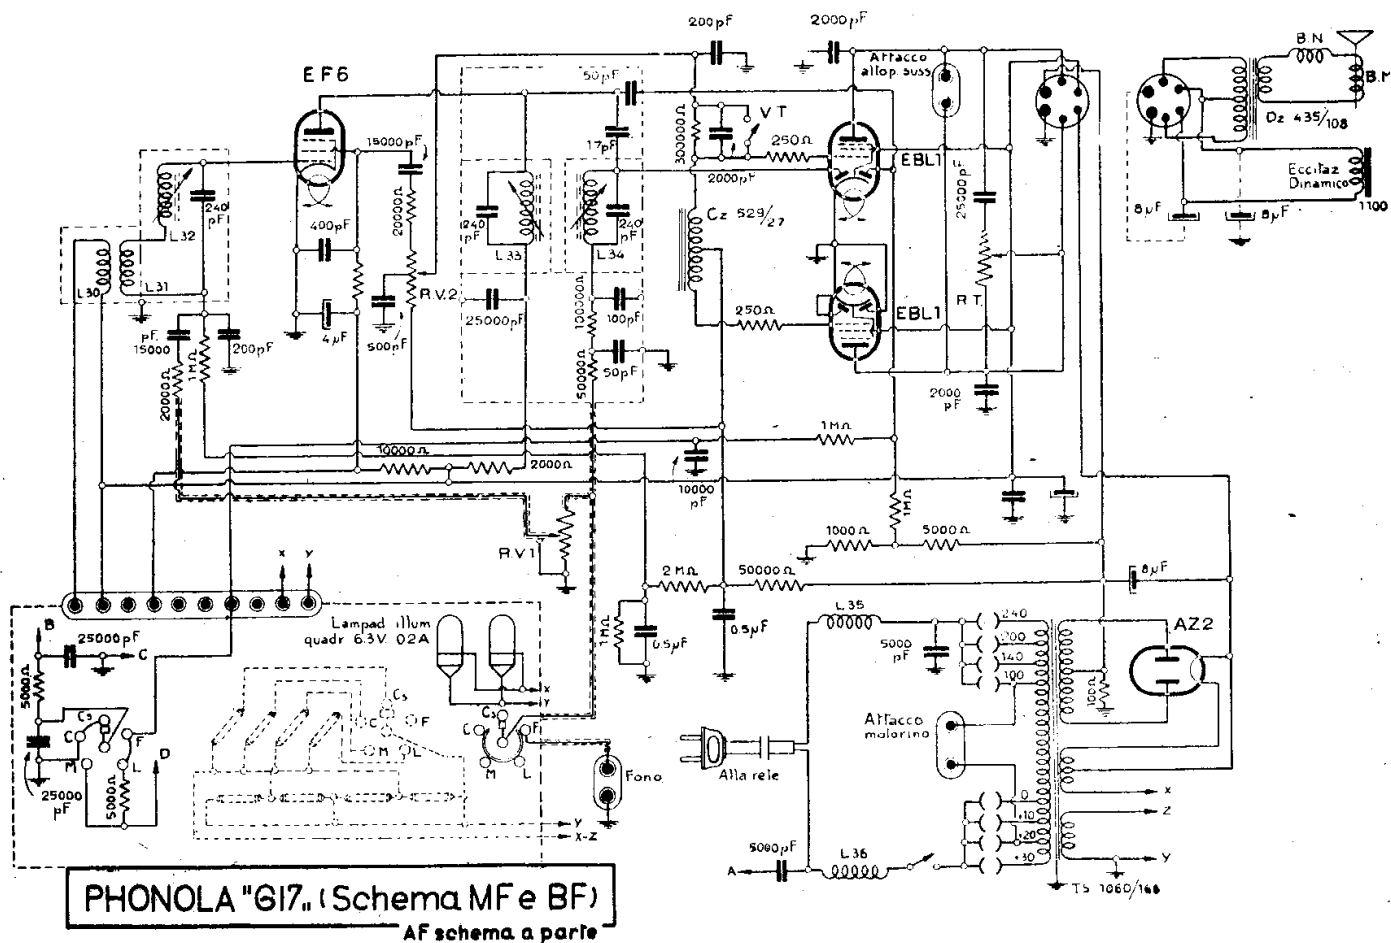 200pF
2000pF
B.N
B.M
EF6
Attacco
altop. suss
50pF
V T
15000pF
300000Ω
250Ω
Dz 435/108
17pF
EBL1
2000pF
Eccitaz
Dinamico
1100
240
pF
20000Ω
25000pF
8µF
8µF
400pF
240
pF
240
pF
Cz 529/27
L32
L33
L34
L30
L31
R.V.2
R T.
25000pF
100000Ω
100pF
250Ω
EBL1
pF.
15000
200pF
4µF
500pF
1MΩ
20000Ω
50000Ω
50pF
2000
pF
1MΩ
10000Ω
2000Ω
10000
pF
1MΩ
R.V.1
1000Ω
5000Ω
x
y
2MΩ
50000Ω
8µF
Lampad illum
quadr 6.3V 0.2A
1MΩ
0.5µF
0.5µF
L35
240
200
140
100
AZ2
5000
pF
100Ω
B
25000pF
C
5000Ω
x
y
Cs
C
F
M
L
D
Cs
C
F
M
L
Cs
C
F
M
L
Fono
Attacco
motorino
Alla rete
25000
pF
5000Ω
0
+10
+20
+30
x
Z
y
y
X-Z
5000pF
A
L36
TS 1060/166
PHONOLA "G17„ (Schema MF e BF)
AF schema a parte